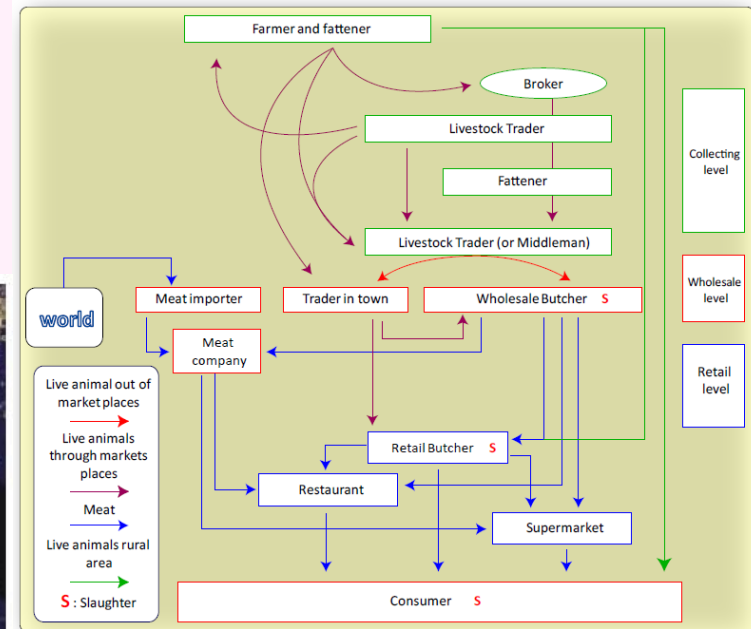 Farmer and fattener
Broker
Livestock Trader
Collecting
level
Fattener
Livestock Trader (or Middleman)
Wholesale
level
world
Meat importer
Trader in town
Wholesale Butcher S
Meat
company
Retail
level
Live animal out of
market places
Live animals
through markets
places
Meat
Live animals rural
area
S : Slaughter
Retail Butcher S
Restaurant
Supermarket
Consumer S